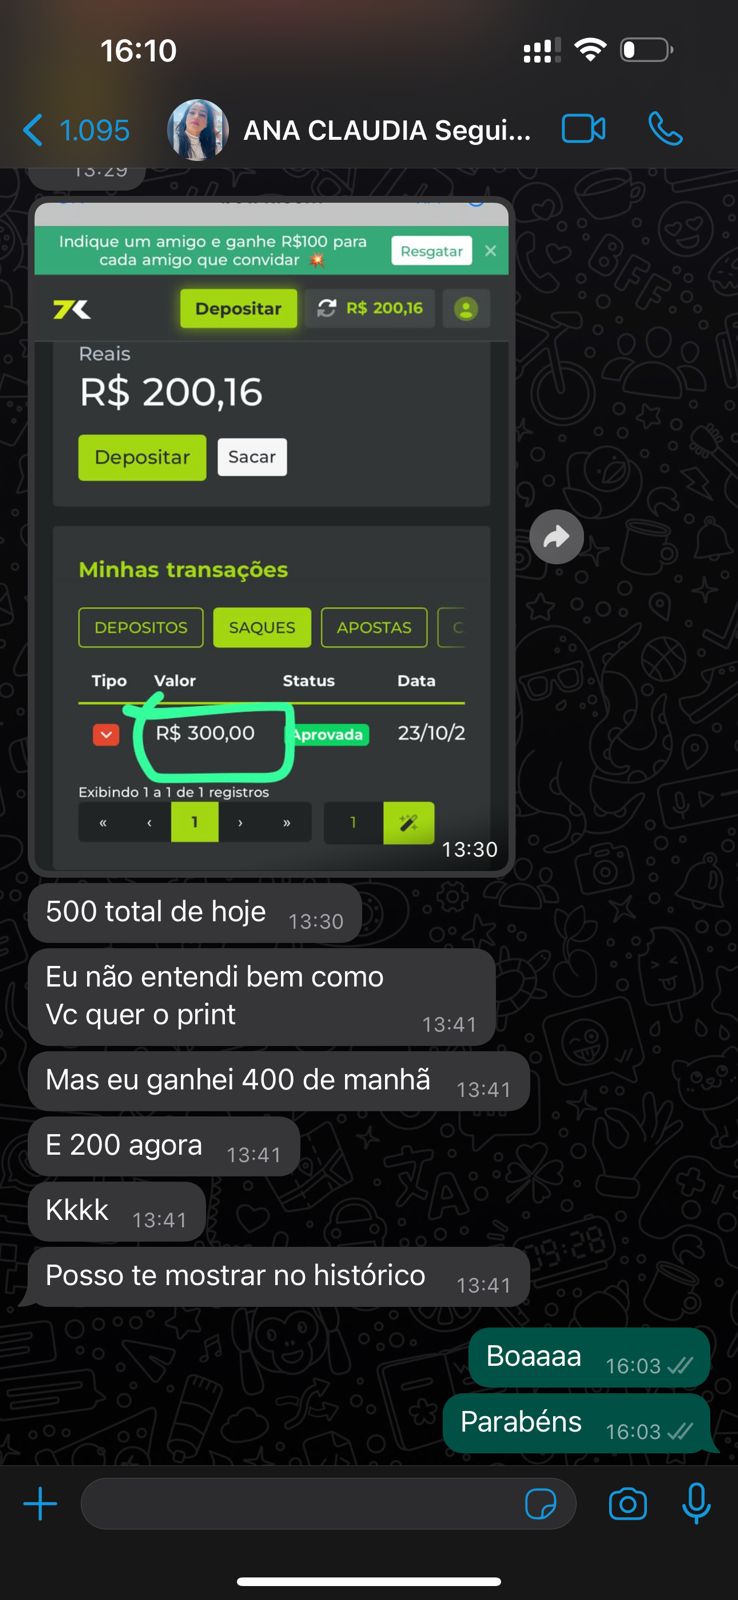 16:10
1.095
ANA CLAUDIA Segui...
13:29
Indique um amigo e ganhe R$100 para
cada amigo que convidar
Resgatar
7K
Depositar
R$ 200,16
Reais
R$ 200,16
Depositar
Sacar
Minhas transações
DEPOSITOS
SAQUES
APOSTAS
C
Tipo
Valor
Status
Data
R$ 300,00
Aprovada
23/10/2
Exibindo 1 a 1 de 1 registros
« ‹ 1 › »
1
13:30
500 total de hoje 13:30
Eu não entendi bem como
Vc quer o print 13:41
Mas eu ganhei 400 de manhã 13:41
E 200 agora 13:41
Kkkk 13:41
Posso te mostrar no histórico 13:41
Boaaaa 16:03
Parabéns 16:03